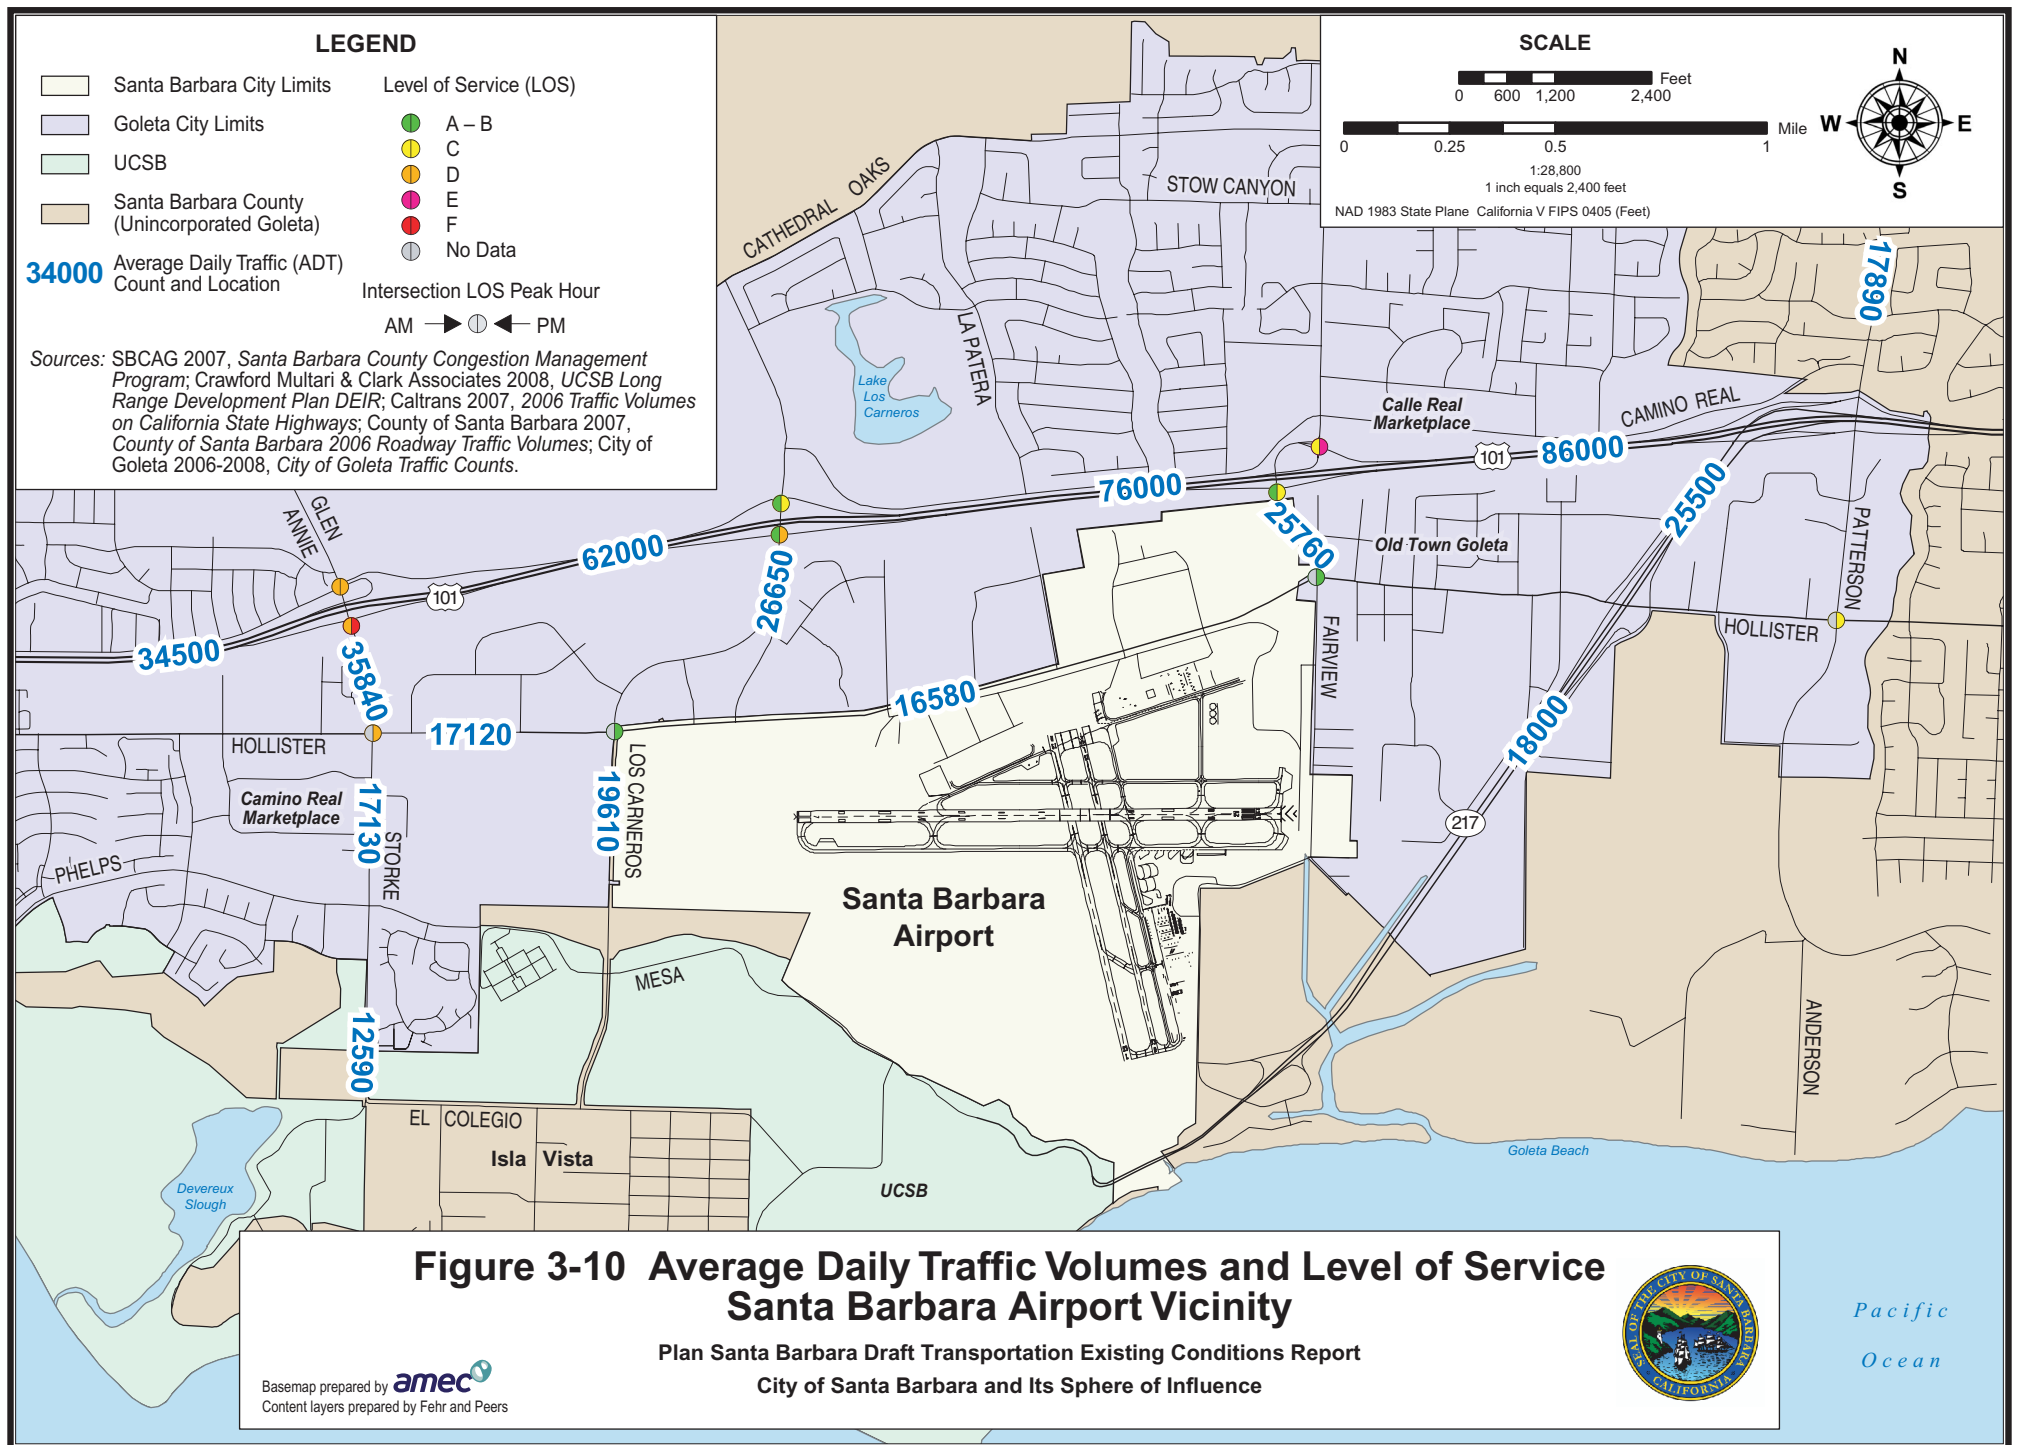 LEGEND
Santa Barbara City Limits
Goleta City Limits
UCSB
Santa Barbara County
(Unincorporated Goleta)
34000 Average Daily Traffic (ADT)
Count and Location
Level of Service (LOS)
A – B
C
D
E
F
No Data
Intersection LOS Peak Hour
AM PM
Sources: SBCAG 2007, Santa Barbara County Congestion Management
Program; Crawford Multari & Clark Associates 2008, UCSB Long
Range Development Plan DEIR; Caltrans 2007, 2006 Traffic Volumes
on California State Highways; County of Santa Barbara 2007,
County of Santa Barbara 2006 Roadway Traffic Volumes; City of
Goleta 2006-2008, City of Goleta Traffic Counts.
SCALE
Feet
0 600 1,200 2,400
Mile
0 0.25 0.5 1
1:28,800
1 inch equals 2,400 feet
NAD 1983 State Plane California V FIPS 0405 (Feet)
N
W E
S
CATHEDRAL OAKS
STOW CANYON
LA PATERA
Lake
Los
Carneros
Calle Real
Marketplace
CAMINO REAL
17890
101
86000
76000
25500
25760
Old Town Goleta
PATTERSON
GLEN
ANNIE
62000
101
26650
34500
35840
HOLLISTER
FAIRVIEW
16580
17120
HOLLISTER
18000
217
Camino Real
Marketplace
17130
STORKE
19610
LOS CARNEROS
PHELPS
Santa Barbara
Airport
MESA
12590
ANDERSON
EL COLEGIO
Isla Vista
UCSB
Goleta Beach
Devereux
Slough
Figure 3-10 Average Daily Traffic Volumes and Level of Service
Santa Barbara Airport Vicinity
Plan Santa Barbara Draft Transportation Existing Conditions Report
City of Santa Barbara and Its Sphere of Influence
Basemap prepared by amec
Content layers prepared by Fehr and Peers
SEAL OF THE CITY OF SANTA BARBARA
CALIFORNIA
Pacific
Ocean